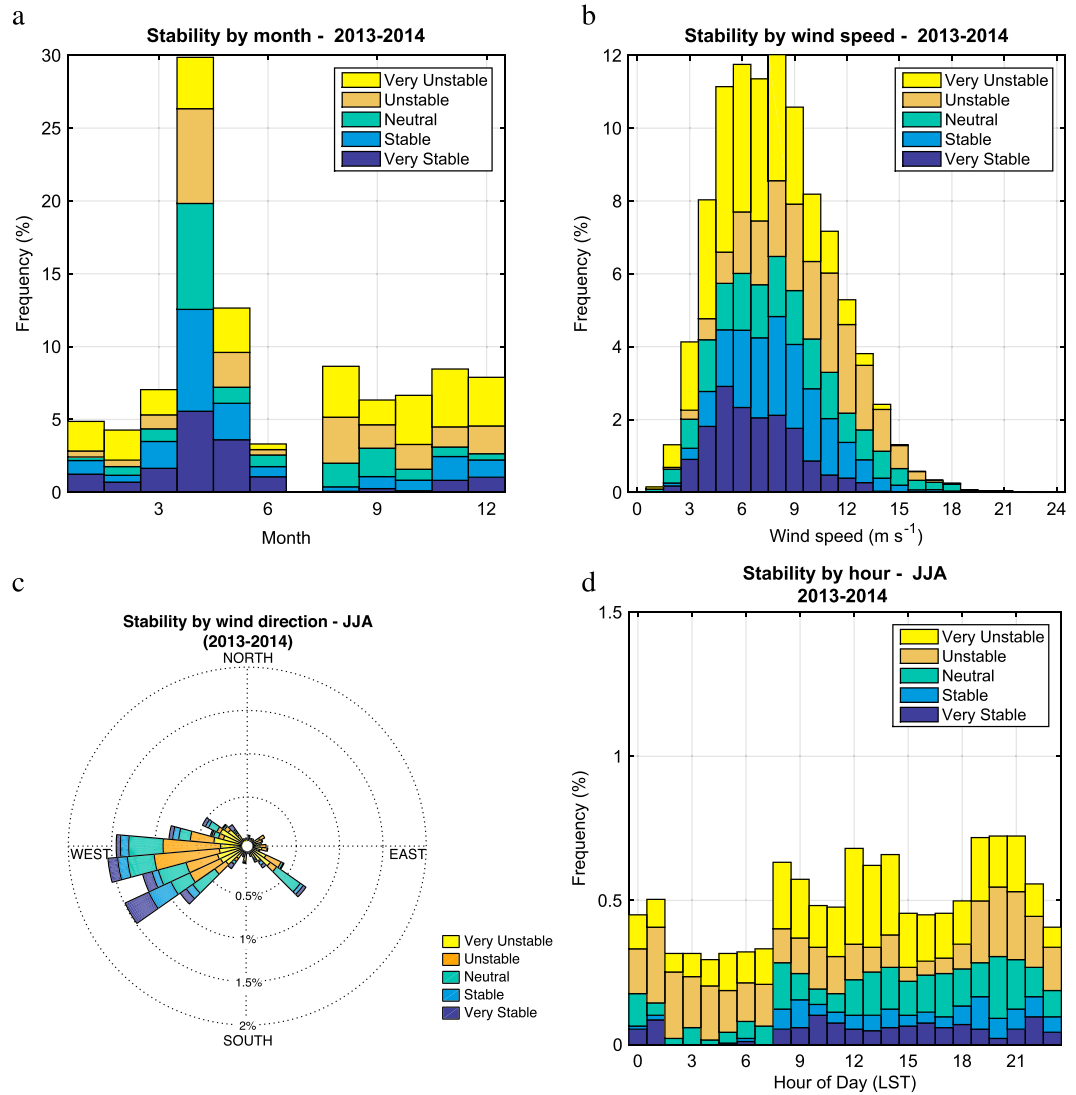 a
Stability by month - 2013-2014
30
25
20
15
10
5
0
Frequency (%)
3
6
9
12
Month
Very Unstable
Unstable
Neutral
Stable
Very Stable
b
Stability by wind speed - 2013-2014
12
10
8
6
4
2
0
Frequency (%)
0
3
6
9
12
15
18
21
24
Wind speed (m s-1)
Very Unstable
Unstable
Neutral
Stable
Very Stable
c
Stability by wind direction - JJA
(2013-2014)
NORTH
WEST
EAST
0.5%
1%
1.5%
2%
SOUTH
Very Unstable
Unstable
Neutral
Stable
Very Stable
d
Stability by hour - JJA
2013-2014
1.5
1
0.5
0
Frequency (%)
0
3
6
9
12
15
18
21
Hour of Day (LST)
Very Unstable
Unstable
Neutral
Stable
Very Stable